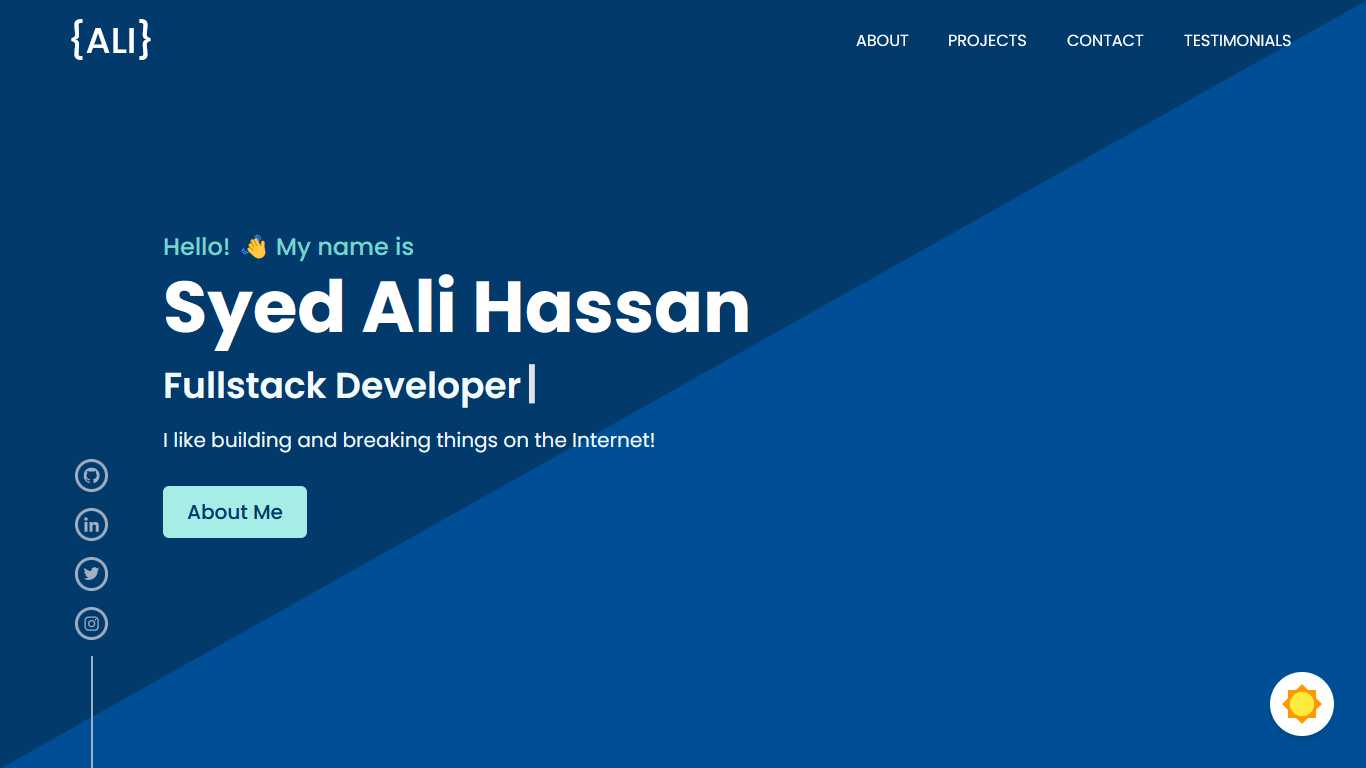 {ALI}
ABOUT PROJECTS CONTACT TESTIMONIALS
Hello! 👋 My name is
Syed Ali Hassan
Fullstack Developer
I like building and breaking things on the Internet!
About Me